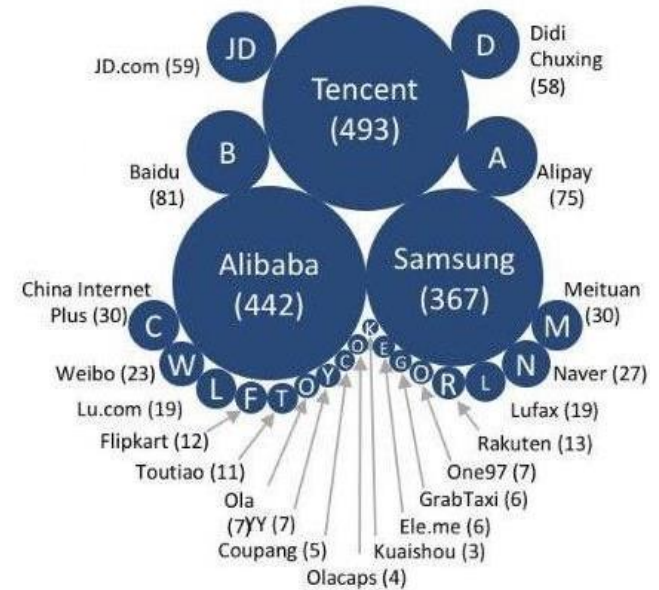 JD
JD.com (59)
Tencent
(493)
D
Didi
Chuxing
(58)
B
Baidu
(81)
A
Alipay
(75)
Alibaba
(442)
Samsung
(367)
China Internet
Plus (30)
C
Meituan
(30)
M
Weibo (23)
W
Naver (27)
N
Lu.com (19)
L
Lufax (19)
L
Flipkart (12)
F
Rakuten (13)
R
Toutiao (11)
T
One97 (7)
O
Ola
(7)
O
YY (7)
Y
GrabTaxi (6)
G
Coupang (5)
C
Ele.me (6)
E
Olacaps (4)
O
Kuaishou (3)
K